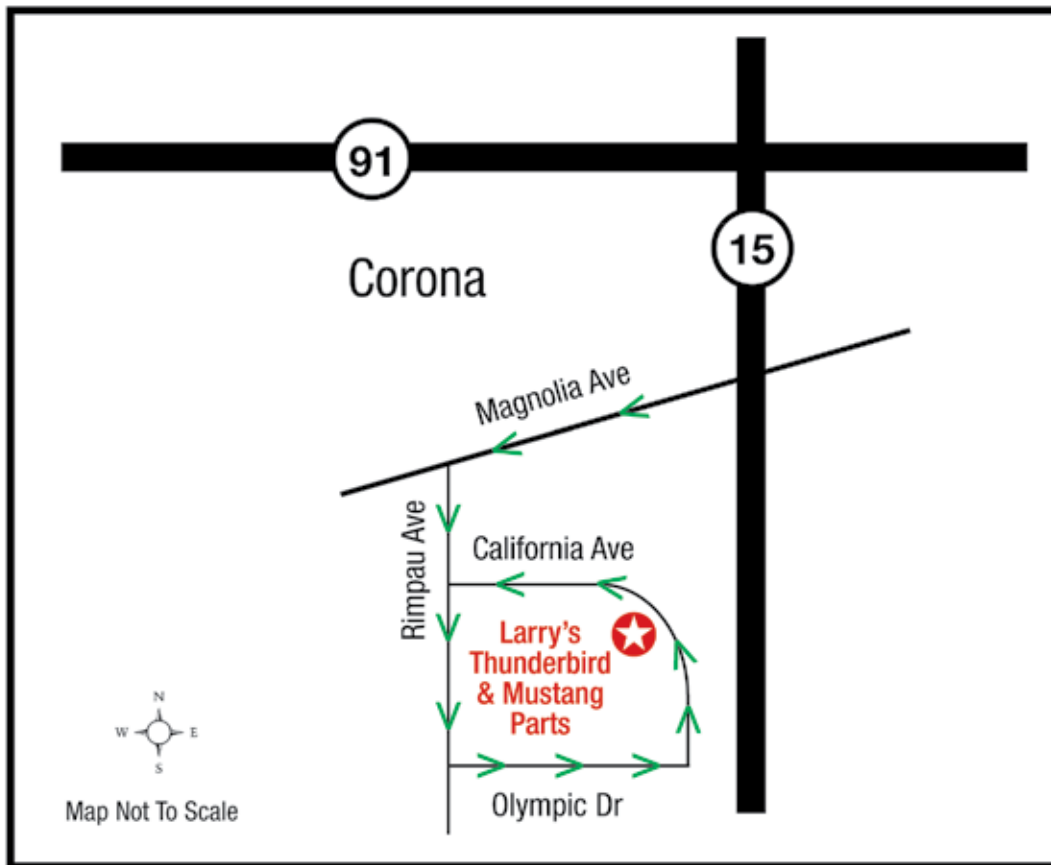 91
15
Corona
Magnolia Ave
Rimpau Ave
California Ave
Larry's
Thunderbird
& Mustang
Parts
N
W E
S
Olympic Dr
Map Not To Scale